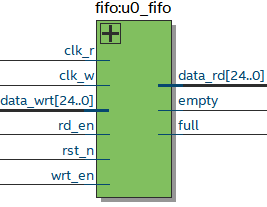 fifo:u0_fifo
clk_r
clk_w
data_wrt[24..0]
rd_en
rst_n
wrt_en
data_rd[24..0]
empty
full